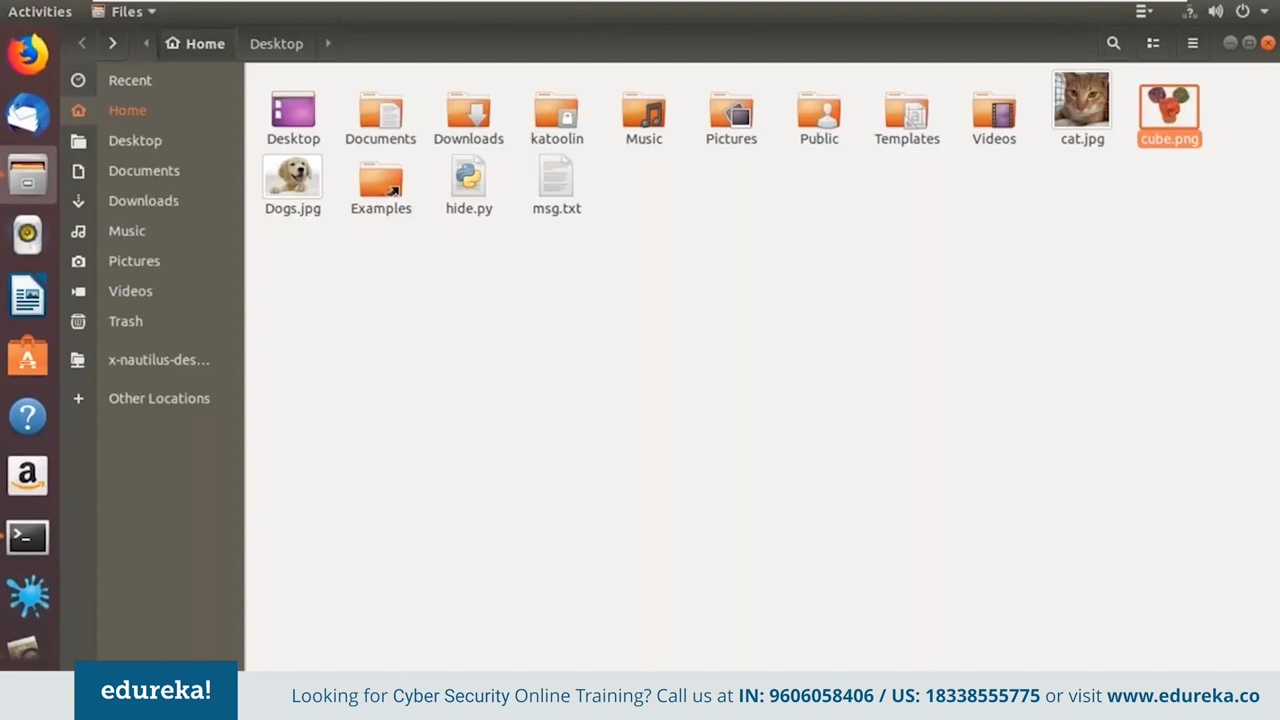 Activities
Files
Home
Desktop
Recent
Home
Desktop
Documents
Downloads
Music
Pictures
Videos
Trash
x-nautilus-des...
Other Locations
Desktop
Documents
Downloads
katoolin
Music
Pictures
Public
Templates
Videos
cat.jpg
cube.png
Dogs.jpg
Examples
hide.py
msg.txt
edureka!
Looking for Cyber Security Online Training? Call us at IN: 9606058406 / US: 18338555775 or visit www.edureka.co